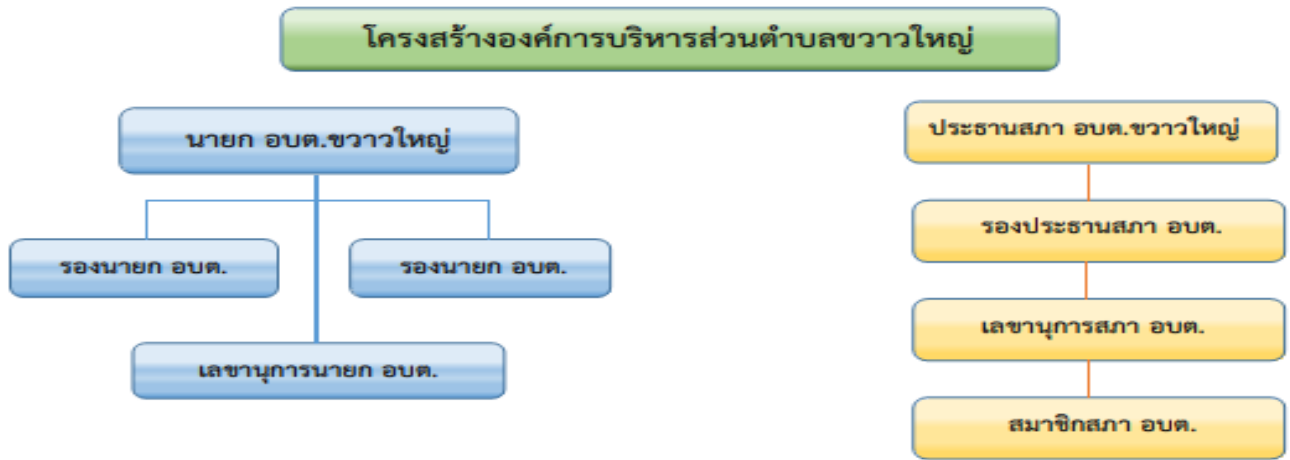 โครงสร้างองค์การบริหารส่วนตำบลขวาวใหญ่
นายก อบต.ขวาวใหญ่
รองนายก อบต.
รองนายก อบต.
เลขานุการนายก อบต.
ประธานสภา อบต.ขวาวใหญ่
รองประธานสภา อบต.
เลขานุการสภา อบต.
สมาชิกสภา อบต.